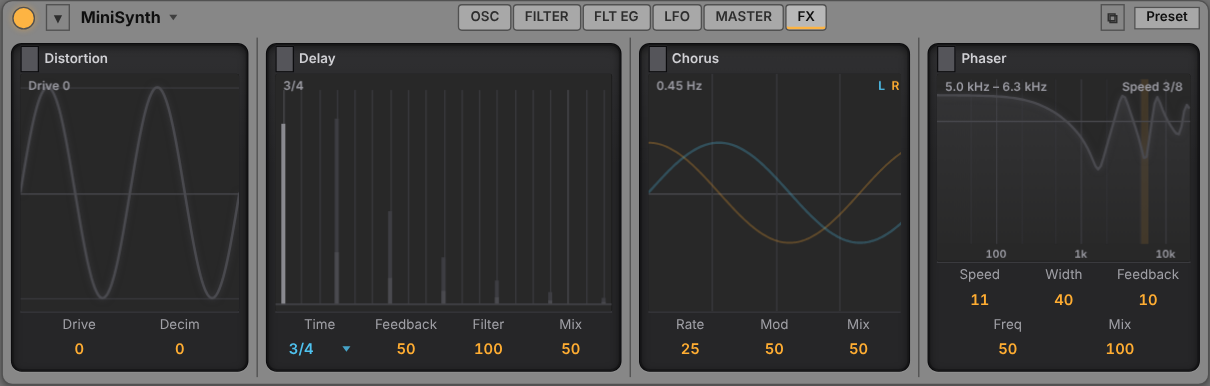 MiniSynth OSC FILTER FLT EG LFO MASTER FX Preset
Distortion
Drive 0
Drive Decim
0 0
Delay
3/4
Time Feedback Filter Mix
3/4 50 100 50
Chorus
0.45 Hz L R
Rate Mod Mix
25 50 50
Phaser
5.0 kHz – 6.3 kHz Speed 3/8
100 1k 10k
Speed Width Feedback
11 40 10
Freq Mix
50 100